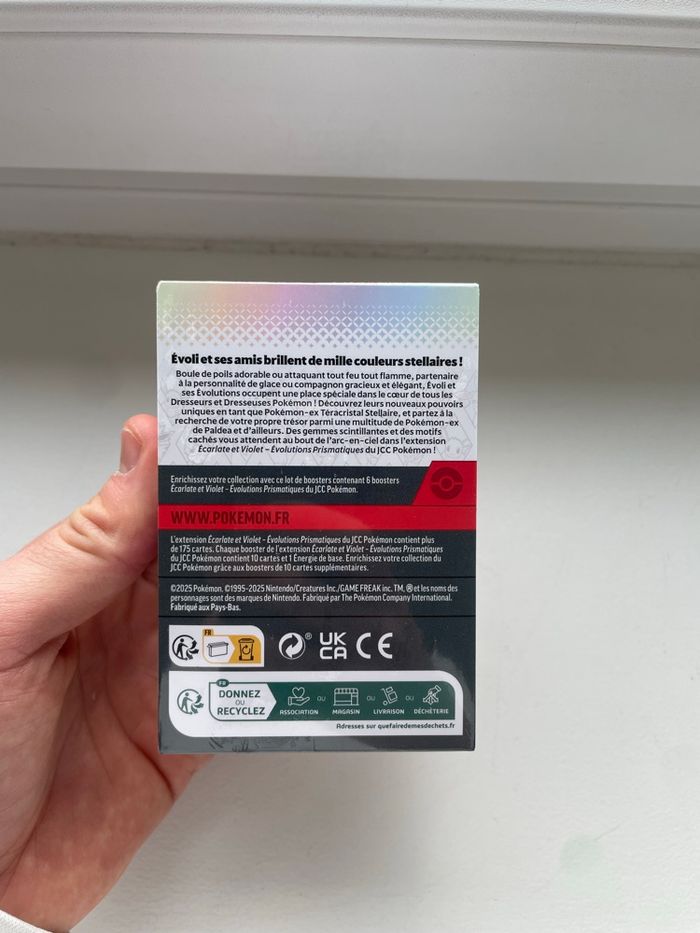 Évoli et ses amis brillent de mille couleurs stellaires !
Boule de poils adorable ou attaquant tout feu tout flamme, partenaire
à la personnalité de glace ou compagnon gracieux et élégant, Évoli et
ses Évolutions occupent une place spéciale dans le cœur de tous les
Dresseurs et Dresseuses Pokémon ! Découvrez leurs nouveaux pouvoirs
uniques en tant que Pokémon-ex Téracristal Stellaire, et partez à la
recherche de votre propre trésor parmi une multitude de Pokémon-ex
de Paldea et d'ailleurs. Des gemmes scintillantes et des motifs
cachés vous attendent au bout de l'arc-en-ciel dans l'extension
Écarlate et Violet – Évolutions Prismatiques du JCC Pokémon !
Enrichissez votre collection avec ce lot de boosters contenant 6 boosters
Écarlate et Violet – Évolutions Prismatiques du JCC Pokémon.
WWW.POKEMON.FR
L'extension Écarlate et Violet – Évolutions Prismatiques du JCC Pokémon contient plus
de 175 cartes. Chaque booster de l'extension Écarlate et Violet – Évolutions Prismatiques
du JCC Pokémon contient 10 cartes et 1 Énergie de base. Enrichissez votre collection du
JCC Pokémon grâce aux boosters de 10 cartes supplémentaires.
©2025 Pokémon. ©1995–2025 Nintendo/Creatures Inc./GAME FREAK inc. TM, ® et les noms des
personnages sont des marques de Nintendo. Fabriqué par The Pokémon Company International.
Fabriqué aux Pays-Bas.
FR
® UK CA CE
FR
DONNEZ
OU
RECYCLEZ
ASSOCIATION OU MAGASIN OU LIVRAISON OU DÉCHÈTERIE
Adresses sur quefairedemesdechets.fr